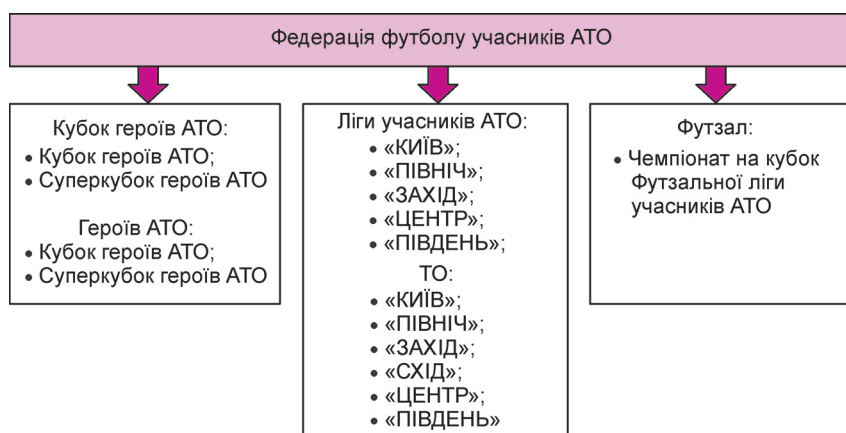 Федерація футболу учасників АТО
Кубок героїв АТО:
• Кубок героїв АТО;
• Суперкубок героїв АТО
Героїв АТО:
• Кубок героїв АТО;
• Суперкубок героїв АТО
Ліги учасників АТО:
• «КИЇВ»;
• «ПІВНІЧ»;
• «ЗАХІД»;
• «ЦЕНТР»;
• «ПІВДЕНЬ»;
ТО:
• «КИЇВ»;
• «ПІВНІЧ»;
• «ЗАХІД»;
• «СХІД»;
• «ЦЕНТР»;
• «ПІВДЕНЬ»
Футзал:
• Чемпіонат на кубок
Футзальної ліги
учасників АТО